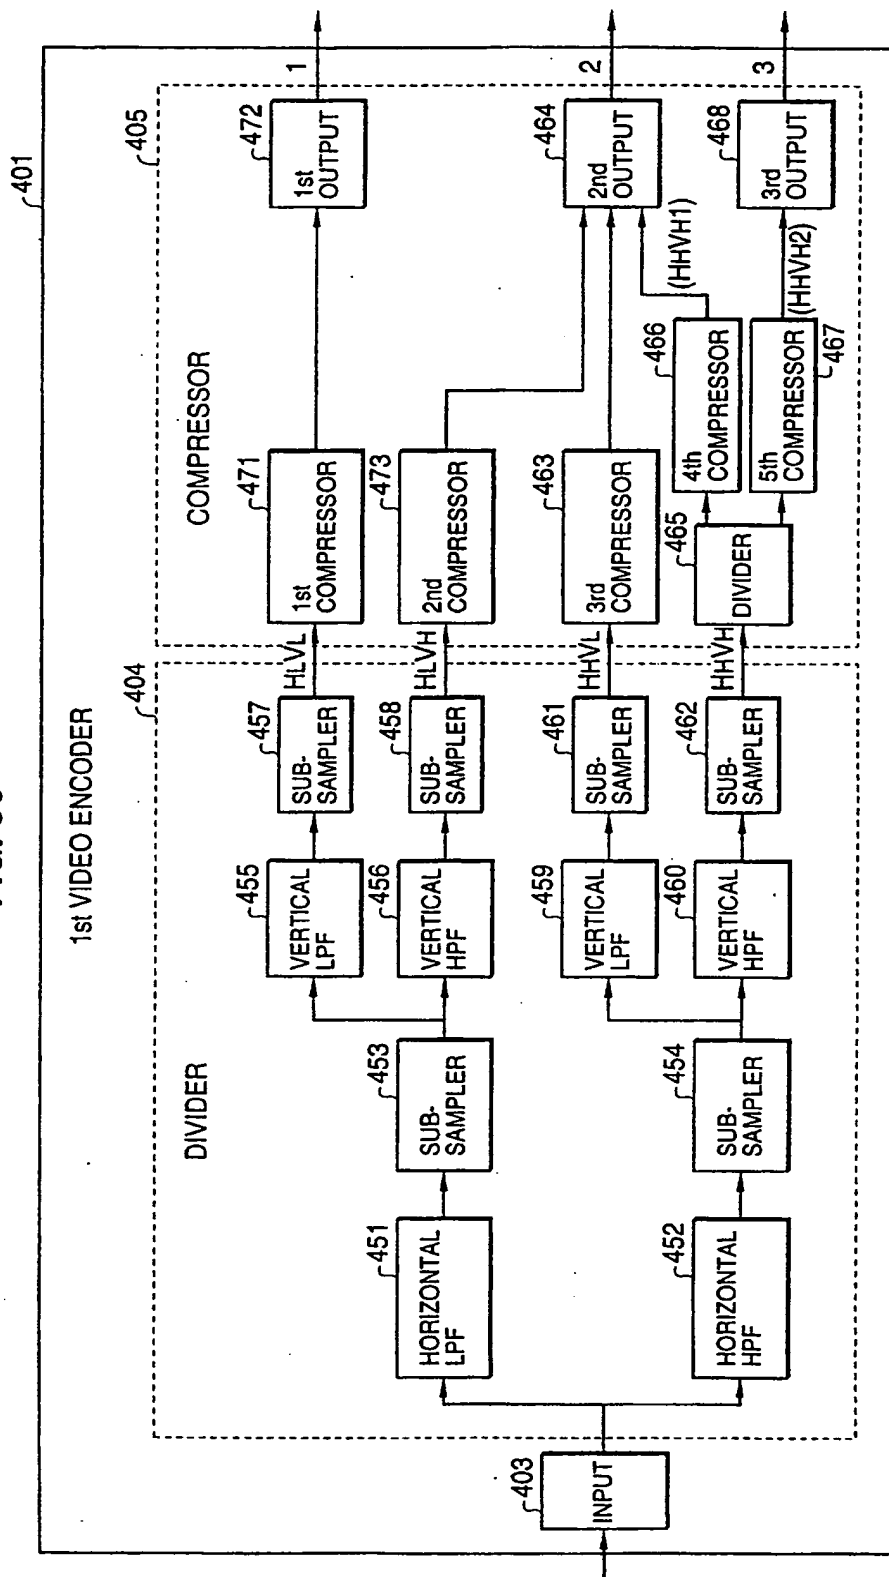 1st VIDEO ENCODER
401
403
INPUT
DIVIDER
404
451
HORIZONTAL
LPF
453
SUB-
SAMPLER
455
VERTICAL
LPF
457
SUB-
SAMPLER
HLVL
456
VERTICAL
HPF
458
SUB-
SAMPLER
HLVH
452
HORIZONTAL
HPF
454
SUB-
SAMPLER
459
VERTICAL
LPF
461
SUB-
SAMPLER
HHVL
460
VERTICAL
HPF
462
SUB-
SAMPLER
HHVH
COMPRESSOR
405
471
1st
COMPRESSOR
472
1st
OUTPUT
1
473
2nd
COMPRESSOR
463
3rd
COMPRESSOR
464
2nd
OUTPUT
2
465
DIVIDER
466
4th
COMPRESSOR
(HHVH1)
5th
COMPRESSOR
467
(HHVH2)
468
3rd
OUTPUT
3